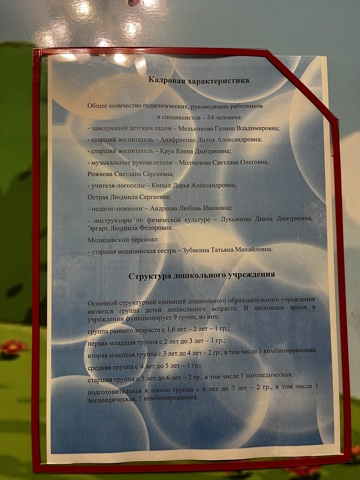 Кадровая характеристика
Общее количество педагогических, руководящих работников
и специалистов – 34 человека:
- заведующий детским садом – Мельникова Галина Владимировна;
- старший воспитатель – Анафриенко Лилия Александровна;
- старший воспитатель – Крук Елена Дмитриевна;
- музыкальные руководители – Молчанова Светлана Олеговна,
Рожкова Светлана Сергеевна;
- учителя-логопеды – Копыл Дарья Александровна,
Острая Людмила Сергеевна;
- педагог-психолог – Андреева Любовь Ивановна;
- инструкторы по физической культуре – Лукьянова Диана Дмитриевна,
Эргарт Людмила Федоровна.
Медицинский персонал:
- старшая медицинская сестра – Зубакина Татьяна Михайловна.
Структура дошкольного учреждения
Основной структурной единицей дошкольного образовательного учреждения
является группа детей дошкольного возраста. В настоящее время в
учреждении функционирует 9 групп, из них:
группа раннего возраста с 1,6 лет – 2 лет – 1 гр.;
первая младшая группа с 2 лет до 3 лет – 1 гр.;
вторая младшая группа с 3 лет до 4 лет – 2 гр., в том числе 1 комбинированная;
средняя группа с 4 лет до 5 лет – 1 гр.;
старшая группа с 5 лет до 6 лет – 2 гр., в том числе 1 логопедическая;
подготовительная к школе группа с 6 лет до 7 лет – 2 гр., в том числе 1
логопедическая, 1 комбинированная.